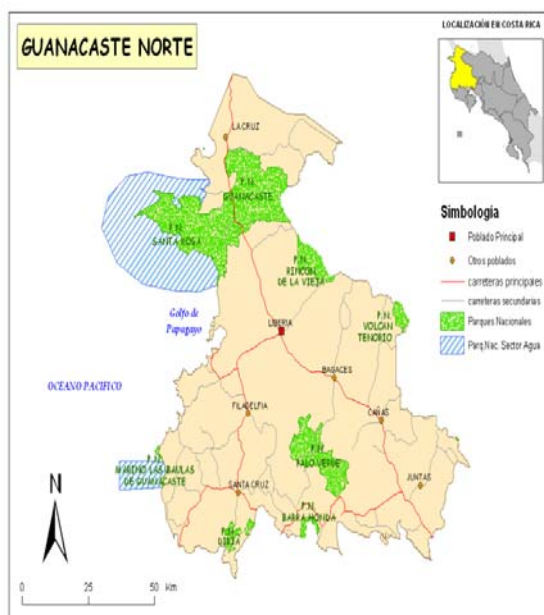 GUANACASTE NORTE
LOCALIZACIÓN EN COSTA RICA
LA CRUZ
P.N.
GUANACASTE
P.N.
SANTA ROSA
P.N.
RINCON
DE LA VIEJA
Golfo de
Papagayo
P.N.
VOLCAN
TENORIO
LIBERIA
OCEANO PACIFICO
BAGACES
FILADELFIA
CAÑAS
P.N.
MARINO LAS BAULAS
DE GUANACASTE
P.N.
PALO VERDE
JUNTAS
SANTA CRUZ
P.N.
BARRA HONDA
P.N.
DIRIA
Simbología
Poblado Principal
Otros poblados
carreteras principales
carreteras secundarias
Parques Nacionales
Parq.Nac. Sector Agua
N
0 25 50 Km